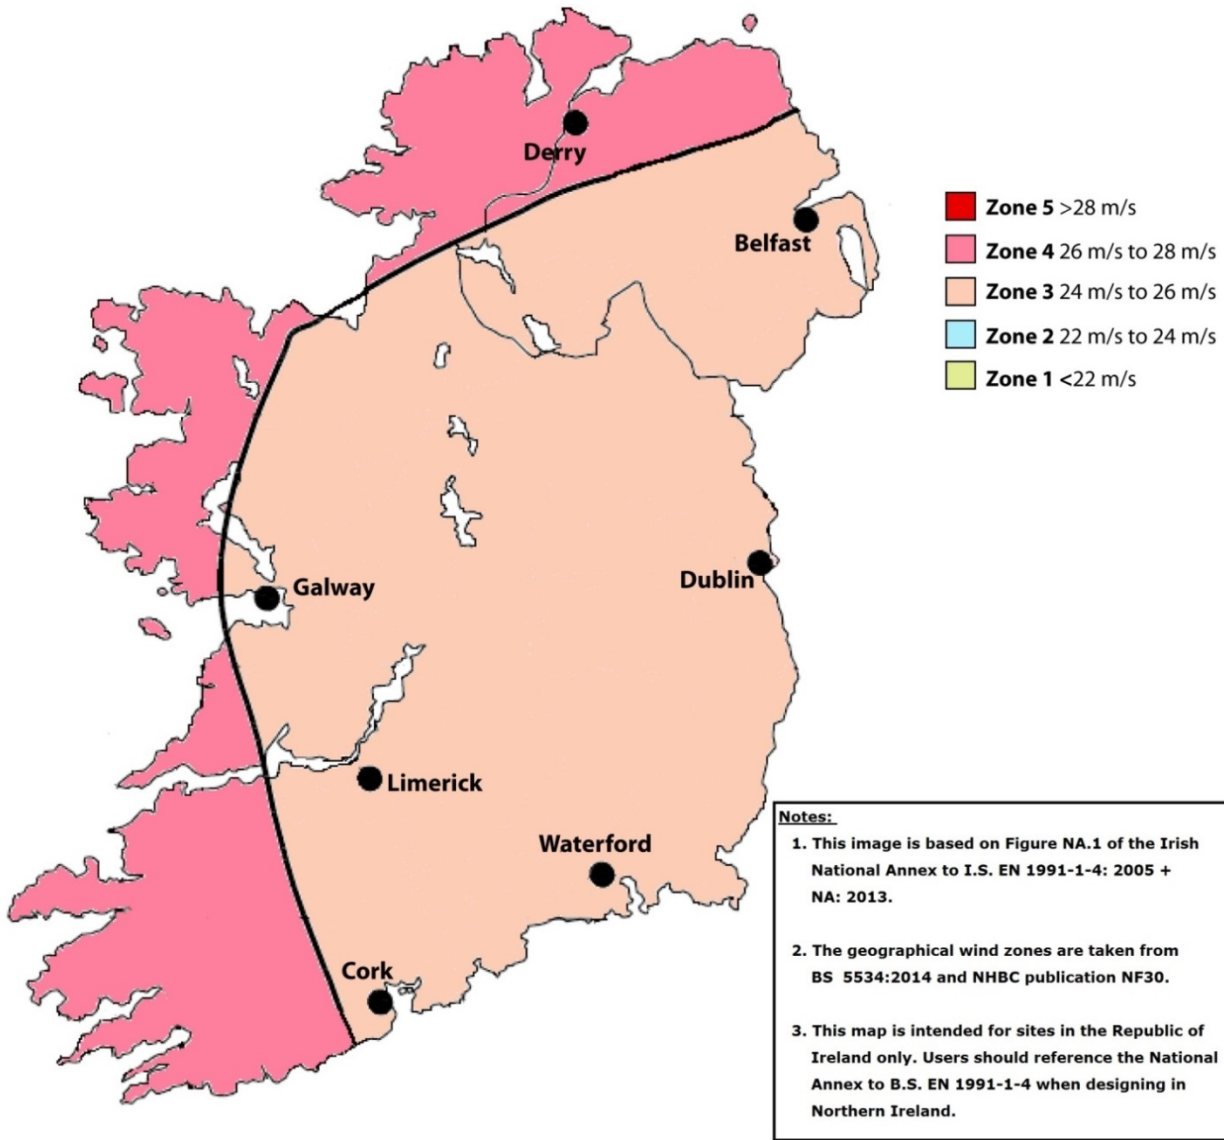 Derry
Belfast
Galway
Dublin
Limerick
Waterford
Cork
Zone 5 >28 m/s
Zone 4 26 m/s to 28 m/s
Zone 3 24 m/s to 26 m/s
Zone 2 22 m/s to 24 m/s
Zone 1 <22 m/s
Notes:
1. This image is based on Figure NA.1 of the Irish
National Annex to I.S. EN 1991-1-4: 2005 +
NA: 2013.
2. The geographical wind zones are taken from
BS 5534:2014 and NHBC publication NF30.
3. This map is intended for sites in the Republic of
Ireland only. Users should reference the National
Annex to B.S. EN 1991-1-4 when designing in
Northern Ireland.